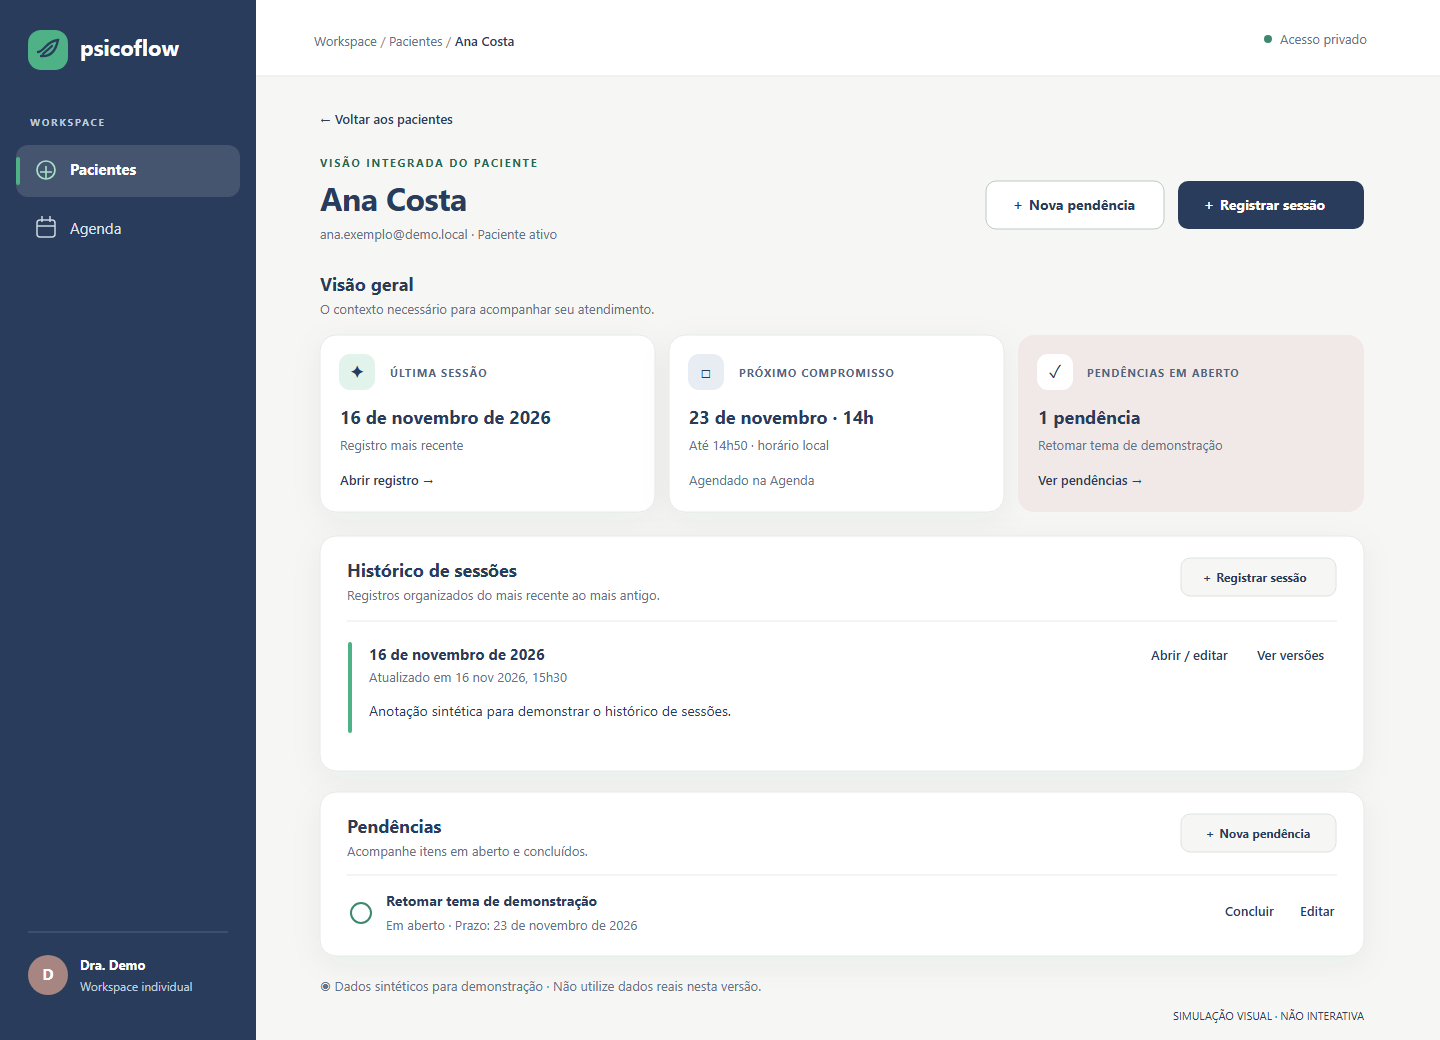 psicoflow
WORKSPACE
Pacientes
Agenda
Dra. Demo
D
Workspace individual
Workspace / Pacientes / Ana Costa
Acesso privado
← Voltar aos pacientes
VISÃO INTEGRADA DO PACIENTE
Ana Costa
ana.exemplo@demo.local · Paciente ativo
+ Nova pendência
+ Registrar sessão
Visão geral
O contexto necessário para acompanhar seu atendimento.
ÚLTIMA SESSÃO
16 de novembro de 2026
Registro mais recente
Abrir registro →
PRÓXIMO COMPROMISSO
23 de novembro · 14h
Até 14h50 · horário local
Agendado na Agenda
PENDÊNCIAS EM ABERTO
1 pendência
Retomar tema de demonstração
Ver pendências →
Histórico de sessões
Registros organizados do mais recente ao mais antigo.
+ Registrar sessão
16 de novembro de 2026
Atualizado em 16 nov 2026, 15h30
Anotação sintética para demonstrar o histórico de sessões.
Abrir / editar
Ver versões
Pendências
Acompanhe itens em aberto e concluídos.
+ Nova pendência
Retomar tema de demonstração
Em aberto · Prazo: 23 de novembro de 2026
Concluir
Editar
◉ Dados sintéticos para demonstração · Não utilize dados reais nesta versão.
SIMULAÇÃO VISUAL · NÃO INTERATIVA